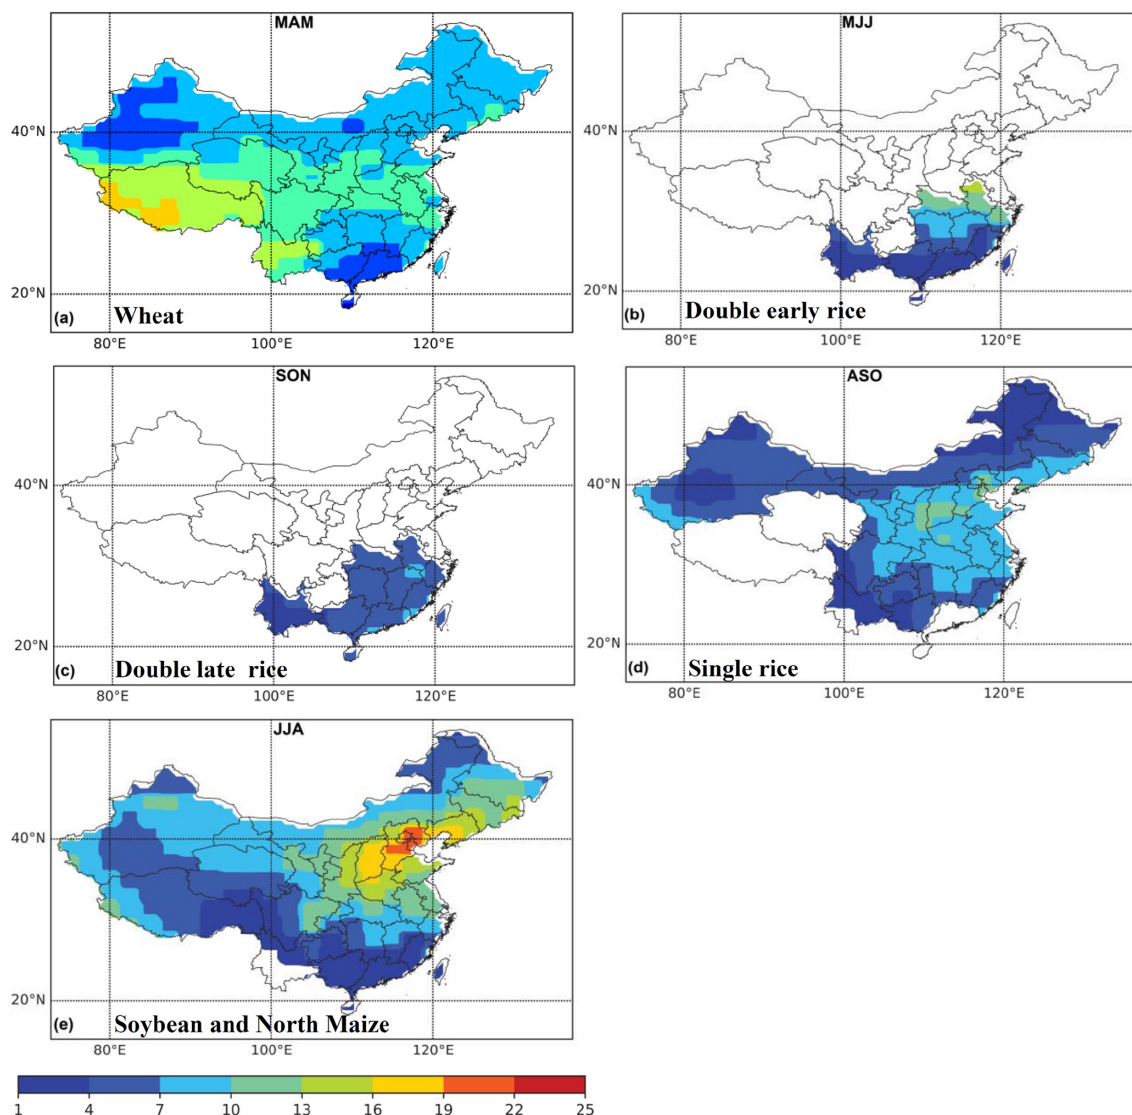 MAM
40°N
20°N
(a) Wheat
80°E 100°E 120°E
MJJ
40°N
20°N
(b) Double early rice
80°E 100°E 120°E
SON
40°N
20°N
(c) Double late rice
80°E 100°E 120°E
ASO
40°N
20°N
(d) Single rice
80°E 100°E 120°E
JJA
40°N
20°N
(e) Soybean and North Maize
80°E 100°E 120°E
1 4 7 10 13 16 19 22 25